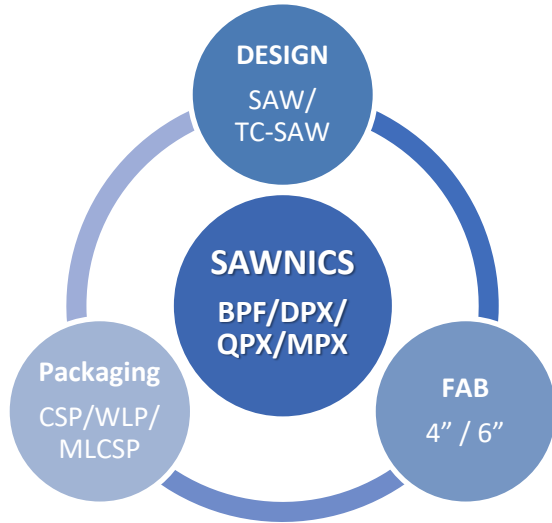 DESIGN
SAW/
TC-SAW
SAWNICS
BPF/DPX/
QPX/MPX
Packaging
CSP/WLP/
MLCSP
FAB
4” / 6”